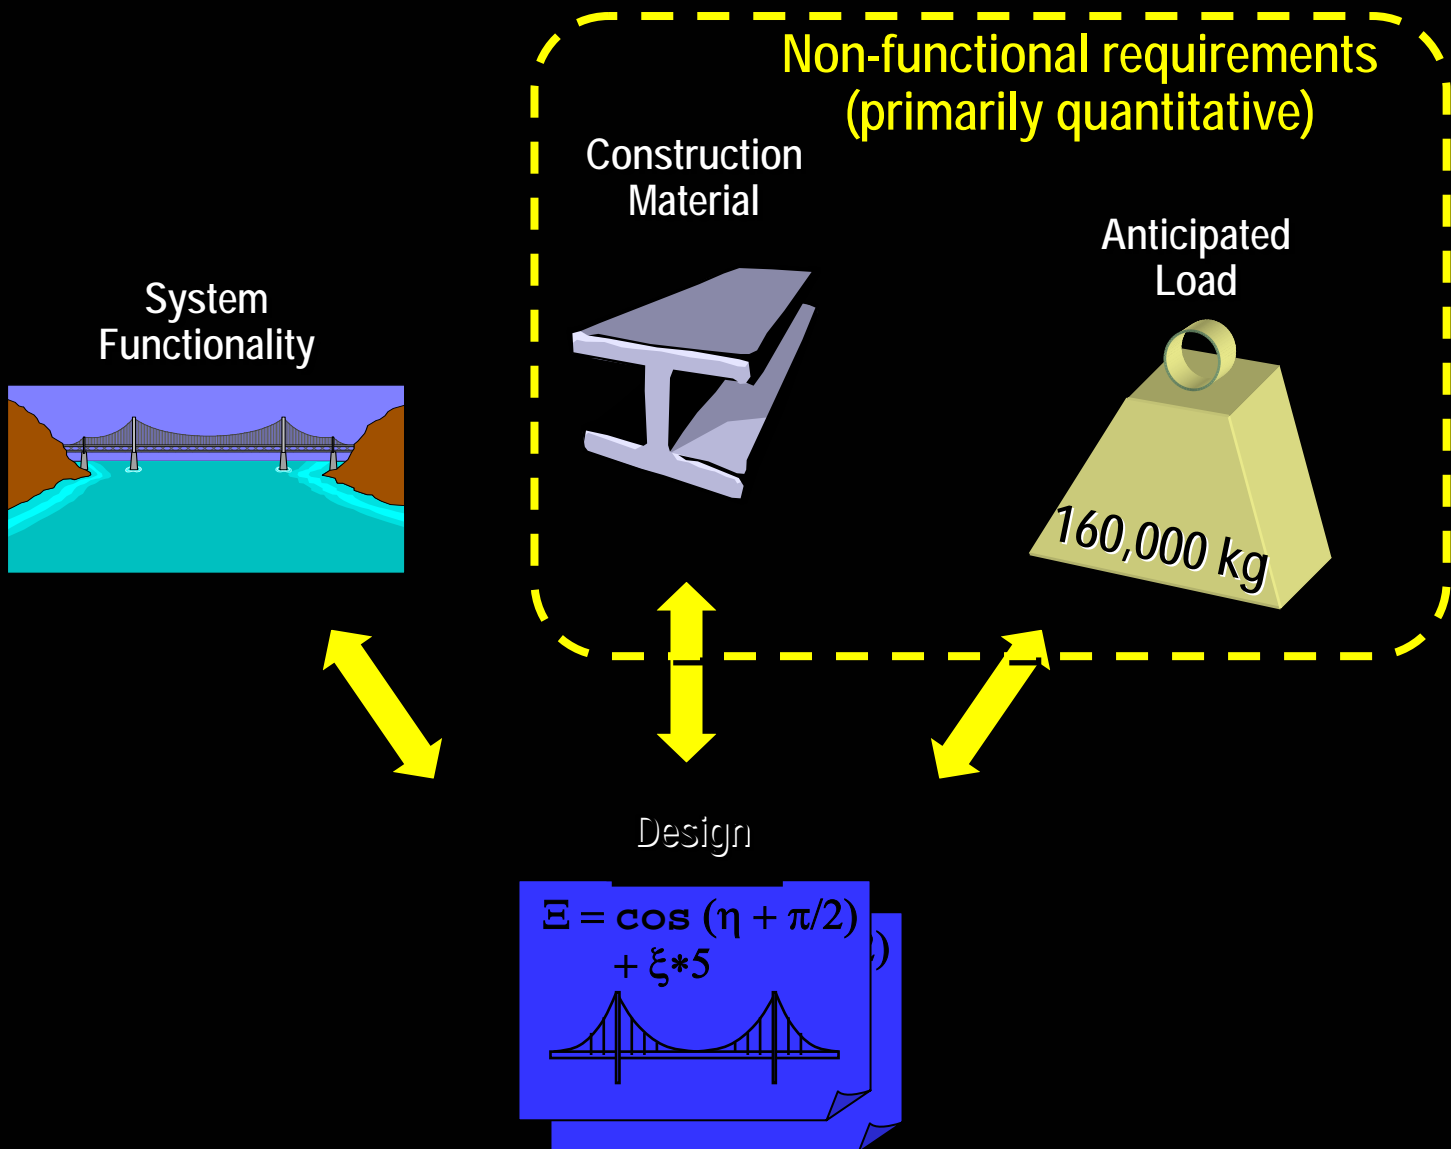 Non-functional requirements
(primarily quantitative)
Construction
Material
Anticipated
Load
System
Functionality
160,000 kg
Design
Ξ = cos (η + π/2)
+ ξ*5
)